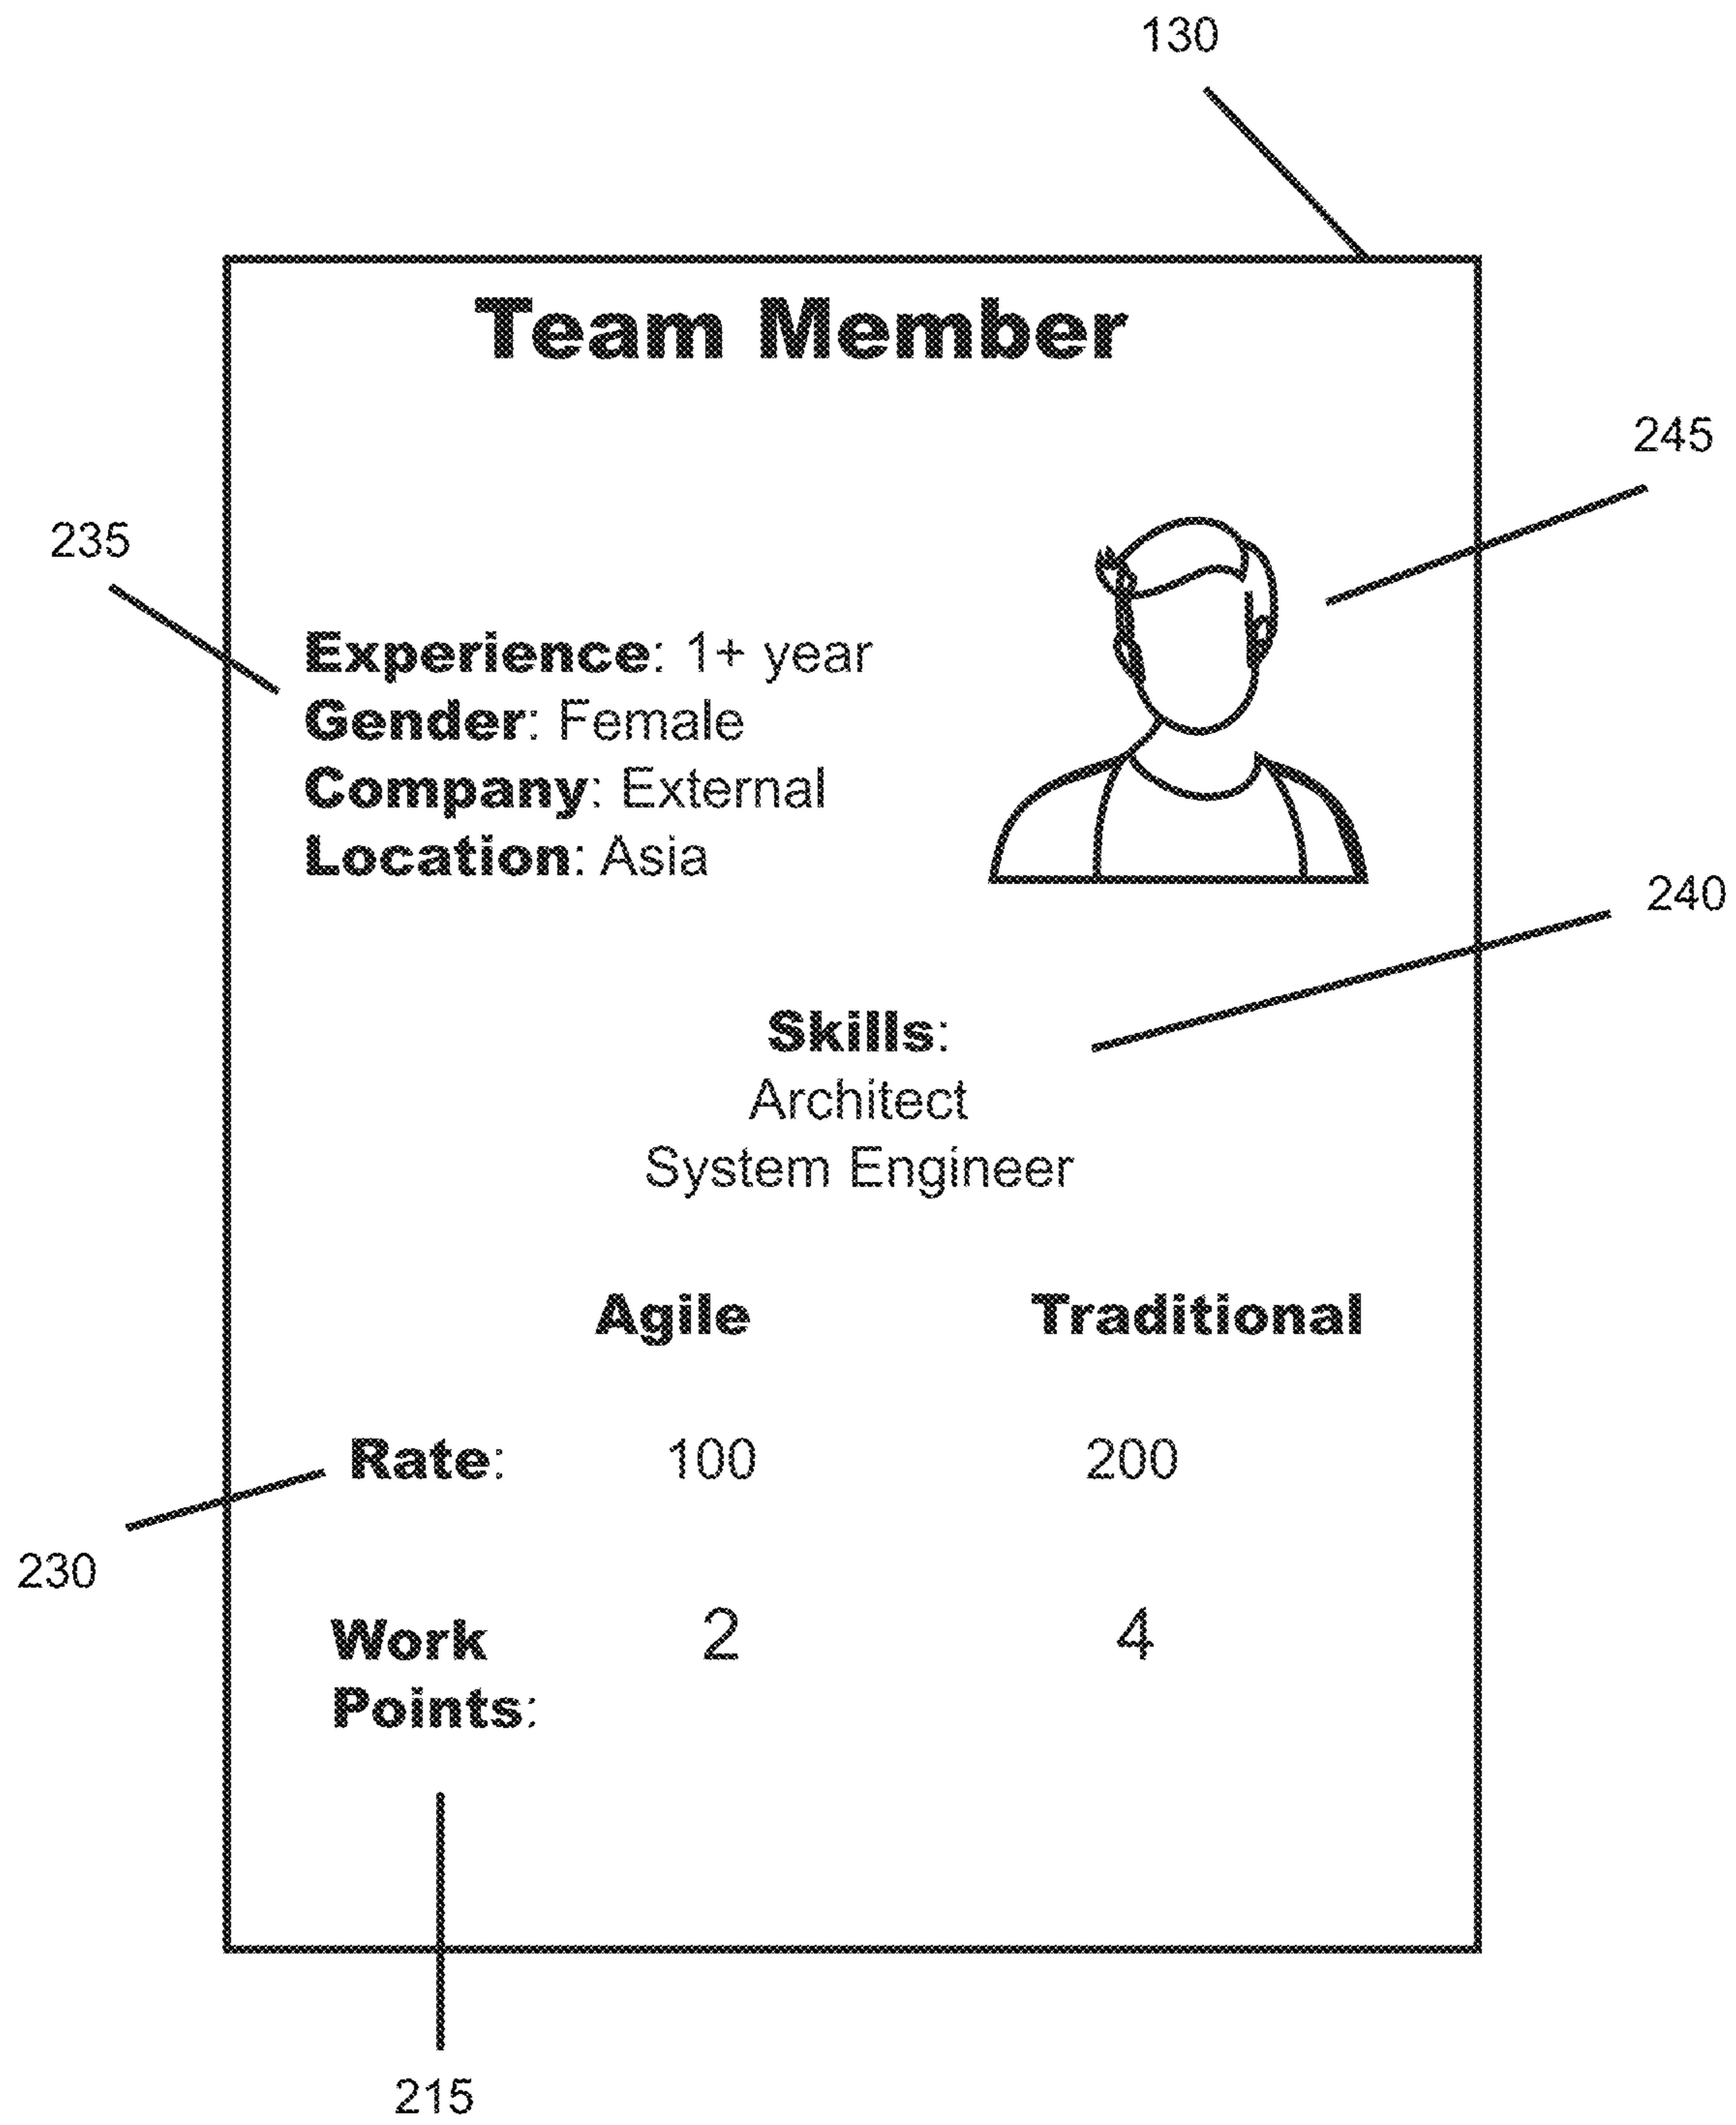 130
Team Member
245
235
Experience: 1+ year
Gender: Female
Company: External
Location: Asia
240
Skills:
Architect
System Engineer
Agile Traditional
Rate: 100 200
230
Work 2 4
Points:
215